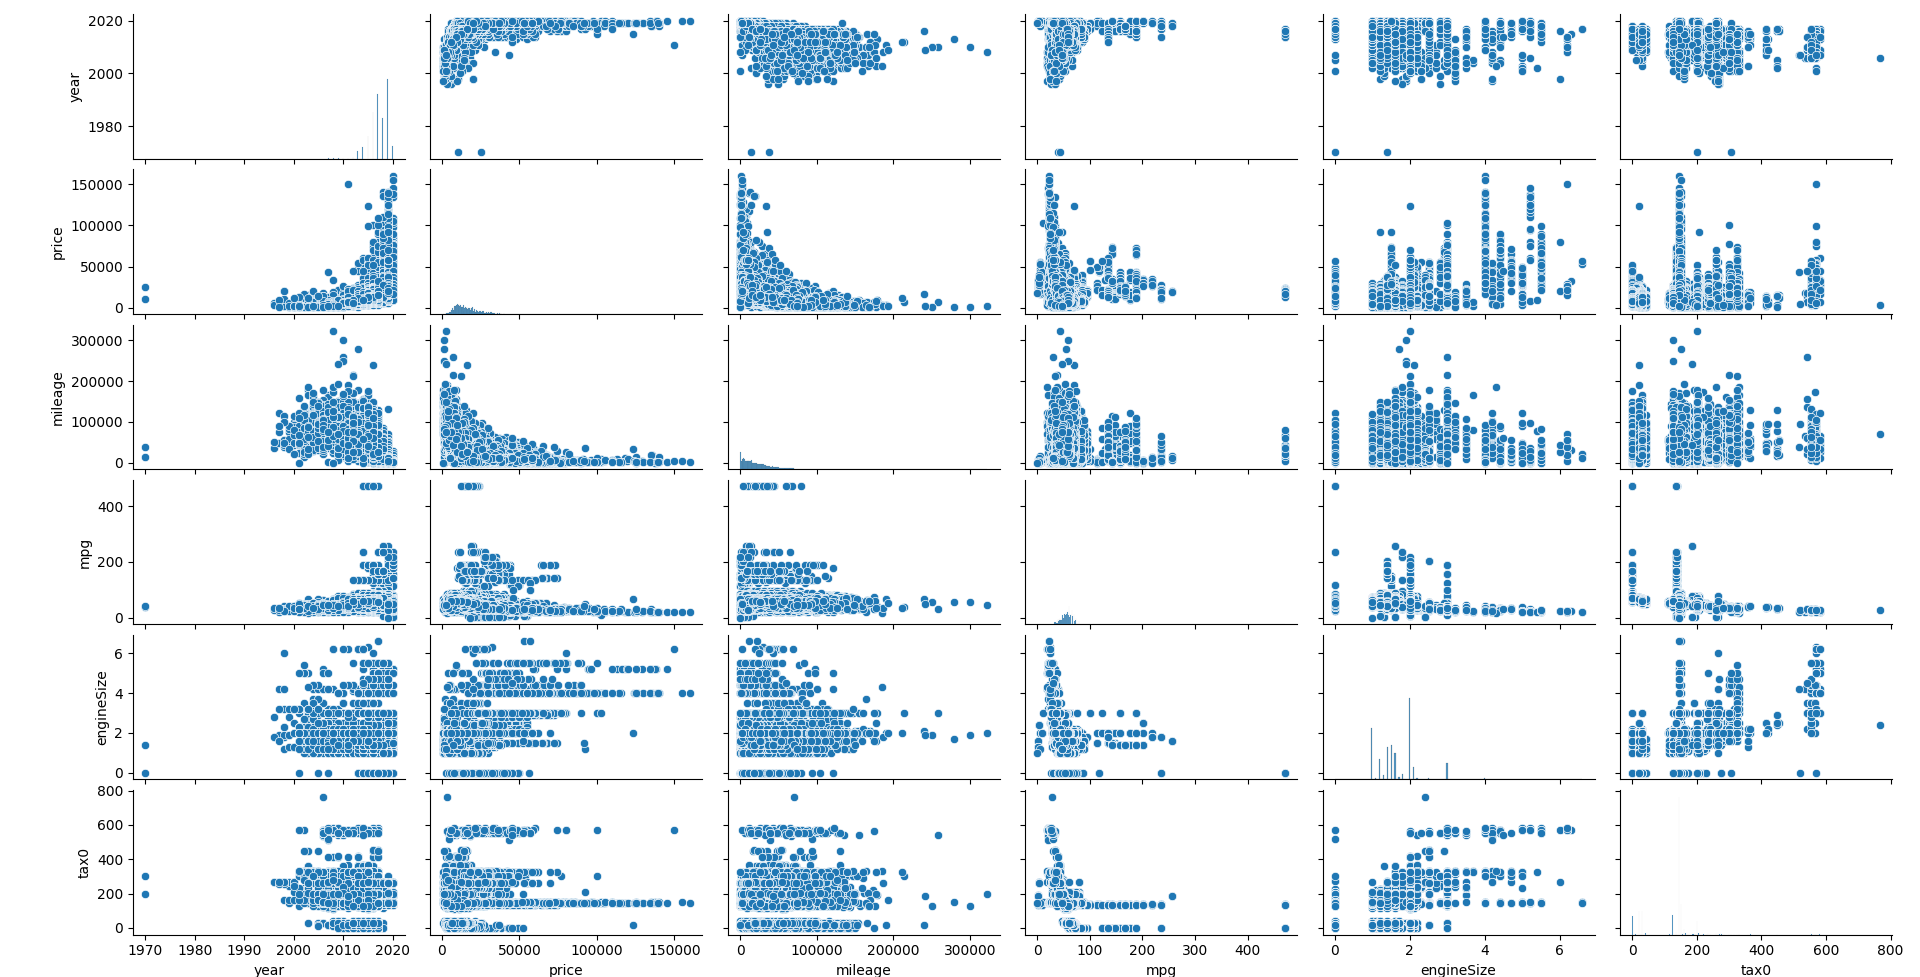 2020
2000
1980
year
150000
100000
50000
0
price
300000
200000
100000
0
mileage
400
200
0
mpg
6
4
2
0
engineSize
800
600
400
200
0
tax0
1970 1980 1990 2000 2010 2020
year
0 50000 100000 150000
price
0 100000 200000 300000
mileage
0 100 200 300 400
mpg
0 2 4 6
engineSize
0 200 400 600 800
tax0